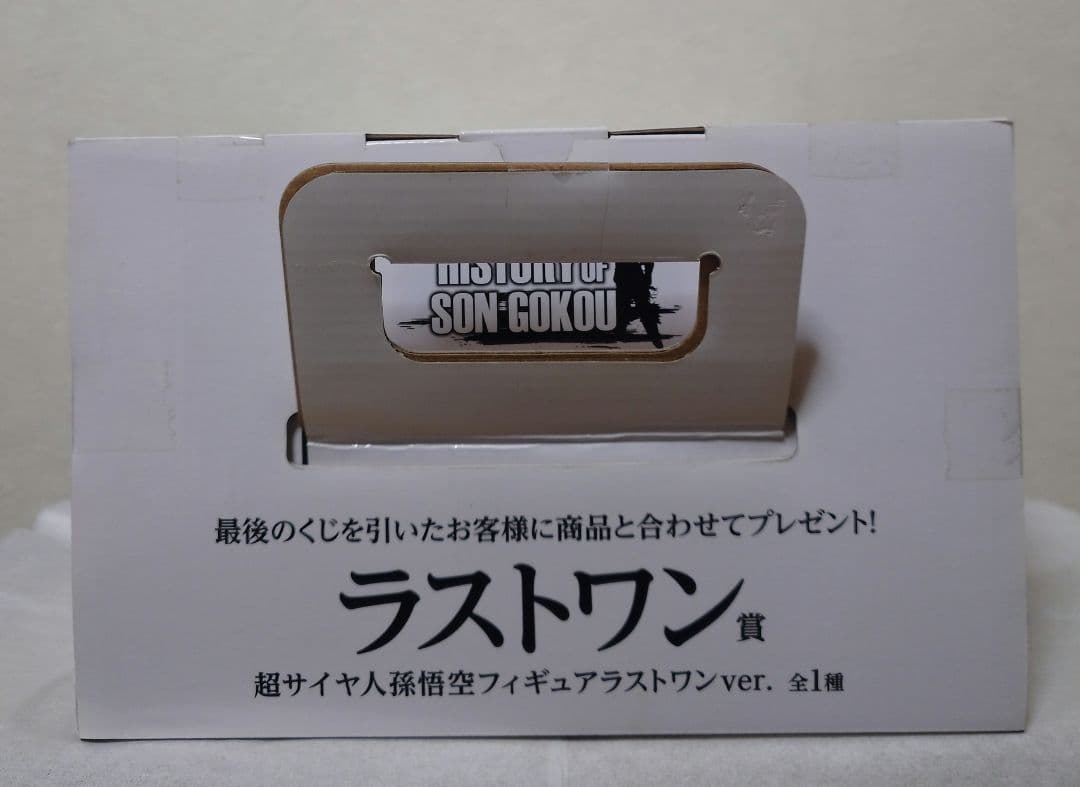 HISTORY OF
SON GOKOU
最後のくじを引いたお客様に商品と合わせてプレゼント!
ラストワン賞
超サイヤ人孫悟空フィギュアラストワンver. 全1種